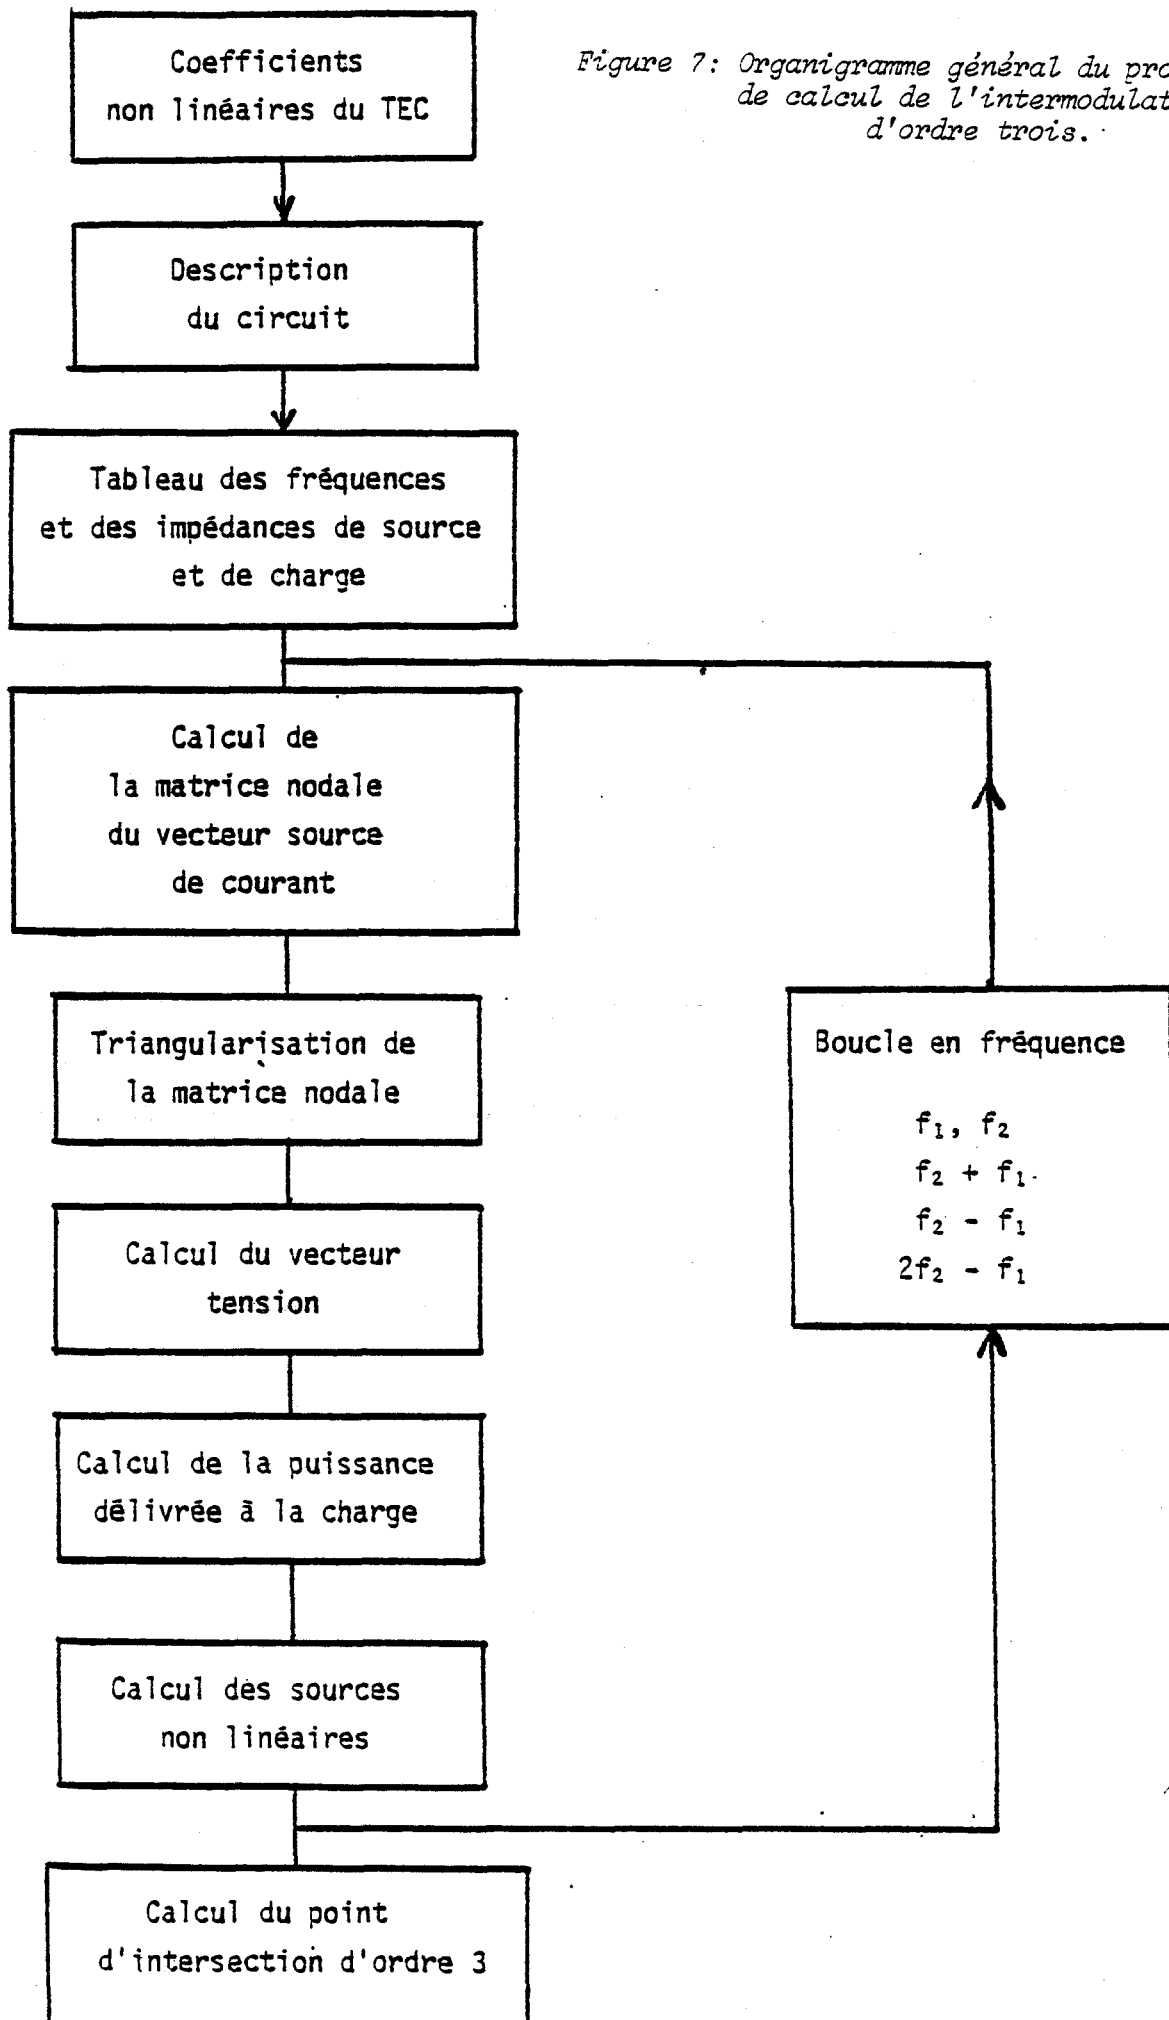 Coefficients
non linéaires du TEC
Figure 7: Organigramme général du
de calcul de
d'ordre trois.
Description
du circuit
Tableau des fréquences
et des impédances de source
et de charge
Calcul de
la matrice nodale
du vecteur source
de courant
Triangularisation de
la matrice nodale
Boucle en fréquence
f₁, f₂
f₂ + f₁
f₂ - f₁
2f₂ - f₁
Calcul du vecteur
tension
Calcul de la puissance
délivrée à la charge
Calcul des sources
non linéaires
Calcul du point
d'intersection d'ordre 3